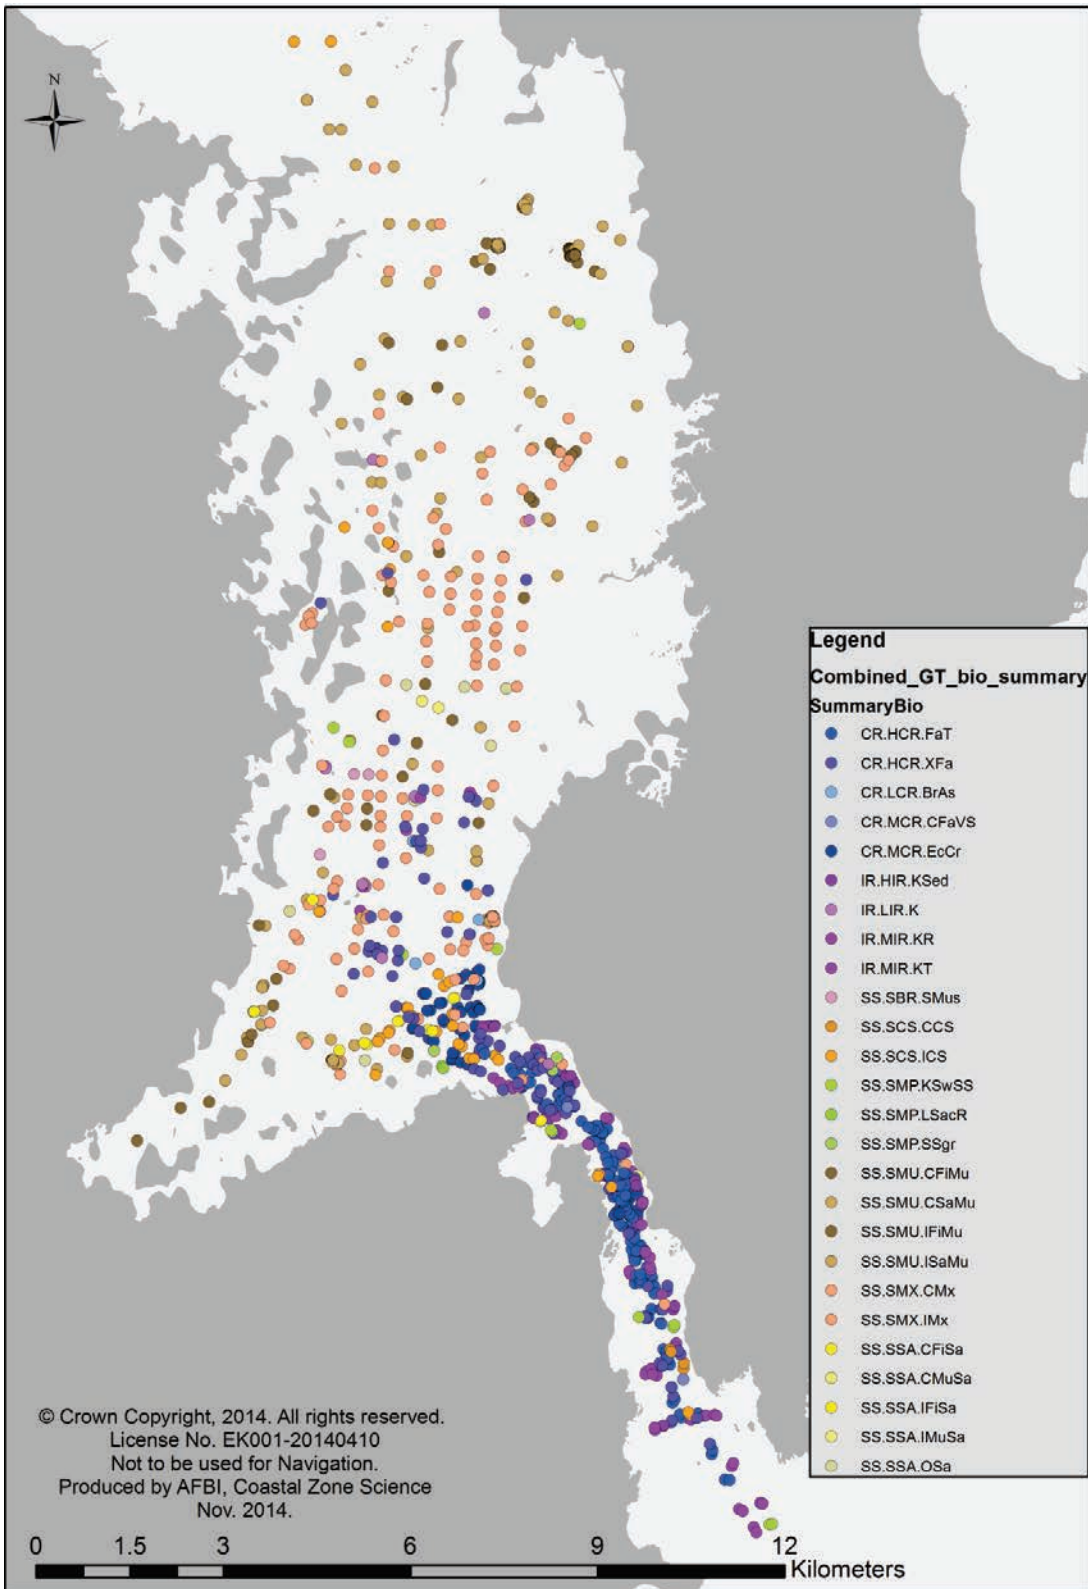 N
Legend
Combined_GT_bio_summary
SummaryBio
CR.HCR.FaT
CR.HCR.XFa
CR.LCR.BrAs
CR.MCR.CFaVS
CR.MCR.EcCr
IR.HIR.KSed
IR.LIR.K
IR.MIR.KR
IR.MIR.KT
SS.SBR.SMus
SS.SCS.CCS
SS.SCS.ICS
SS.SMP.KSwSS
SS.SMP.LSacR
SS.SMP.SSgr
SS.SMU.CFiMu
SS.SMU.CSaMu
SS.SMU.IFiMu
SS.SMU.ISaMu
SS.SMX.CMx
SS.SMX.IMx
SS.SSA.CFiSa
SS.SSA.CMuSa
SS.SSA.IFiSa
SS.SSA.IMuSa
SS.SSA.OSa
© Crown Copyright, 2014. All rights reserved.
License No. EK001-20140410
Not to be used for Navigation.
Produced by AFBI, Coastal Zone Science
Nov. 2014.
0 1.5 3 6 9 12
Kilometers